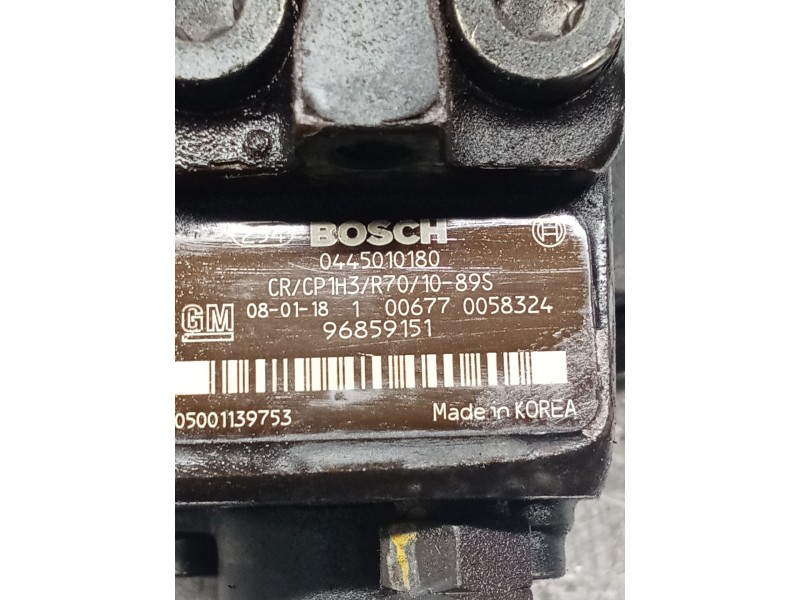 254 BOSCH
0445010180
CR/CP1H3/R70/10-89S
GM 08-01-18 1 00677 0058324
96859151
05001139753 Made in KOREA